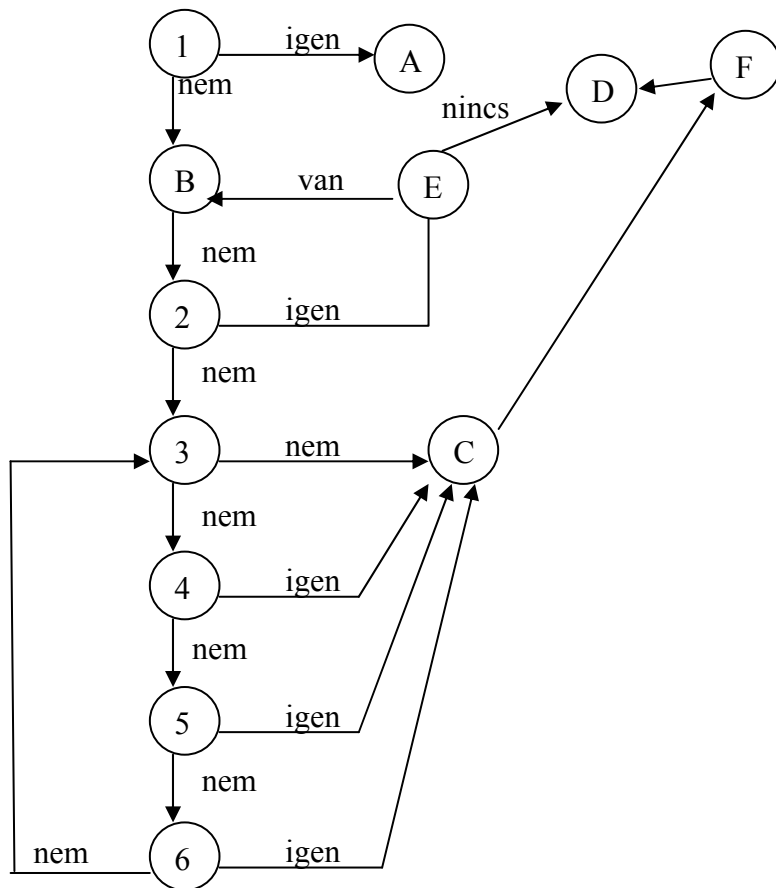 1 igen A
nem
F
D
nincs
B van E
nem
2 igen
nem
3 nem C
nem
4 igen
nem
5 igen
nem
nem 6 igen